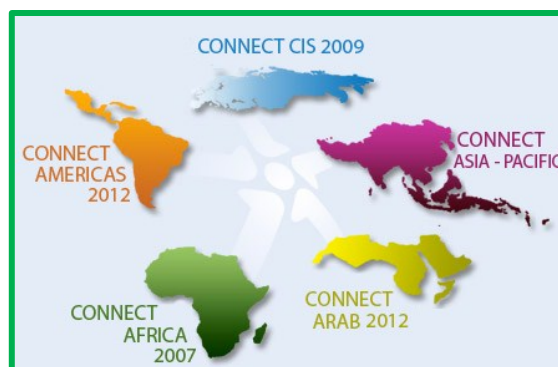 CONNECT CIS 2009
CONNECT
AMERICAS
2012
CONNECT
ASIA - PACIFIC
CONNECT
ARAB 2012
CONNECT
AFRICA
2007